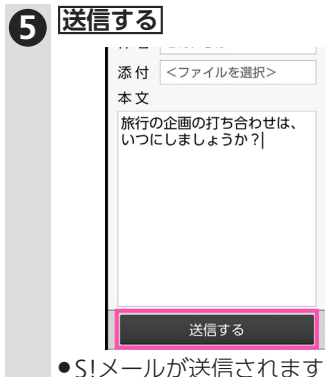 5 送信する
添付 <ファイルを選択>
本文
旅行の企画の打ち合わせは、
いつにしましょうか?
送信する
●S!メールが送信されます